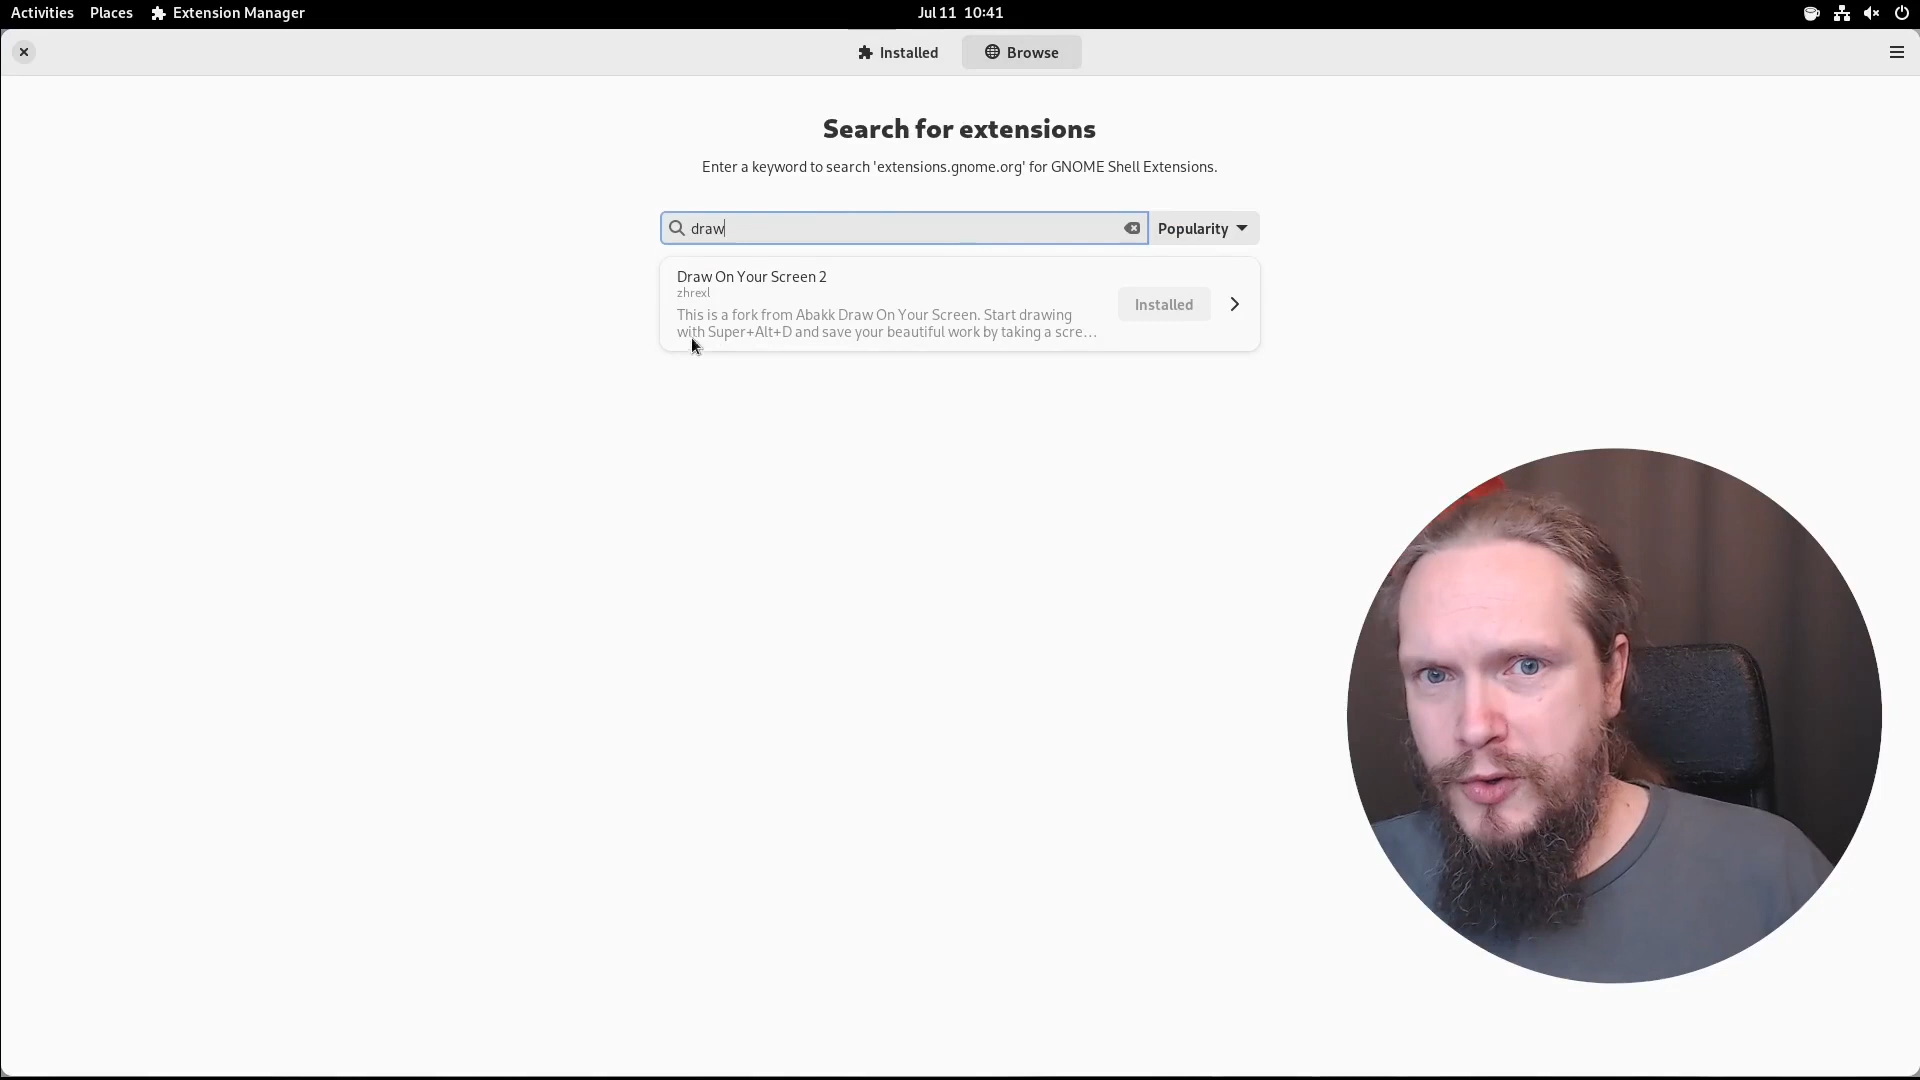 Activities Places Extension Manager Jul 11 10:41
Installed Browse
Search for extensions
Enter a keyword to search 'extensions.gnome.org' for GNOME Shell Extensions.
draw Popularity
Draw On Your Screen 2
zhrexl
This is a fork from Abakk Draw On Your Screen. Start drawing
with Super+Alt+D and save your beautiful work by taking a scre...
Installed